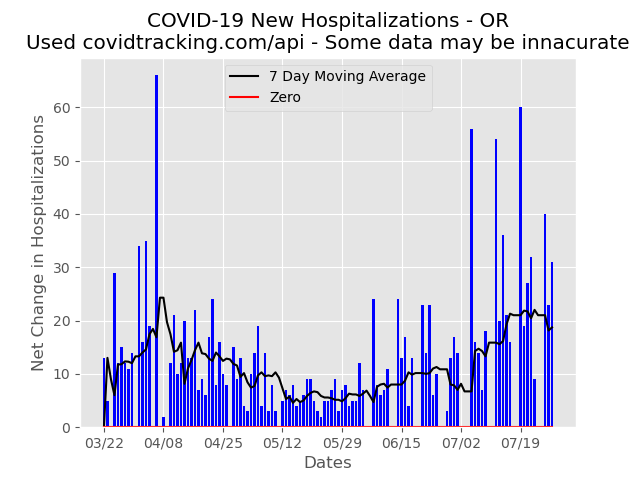 COVID-19 New Hospitalizations - OR
Used covidtracking.com/api - Some data may be innacurate
7 Day Moving Average
Zero
Net Change in Hospitalizations
60
50
40
30
20
10
0
03/22 04/08 04/25 05/12 05/29 06/15 07/02 07/19
Dates